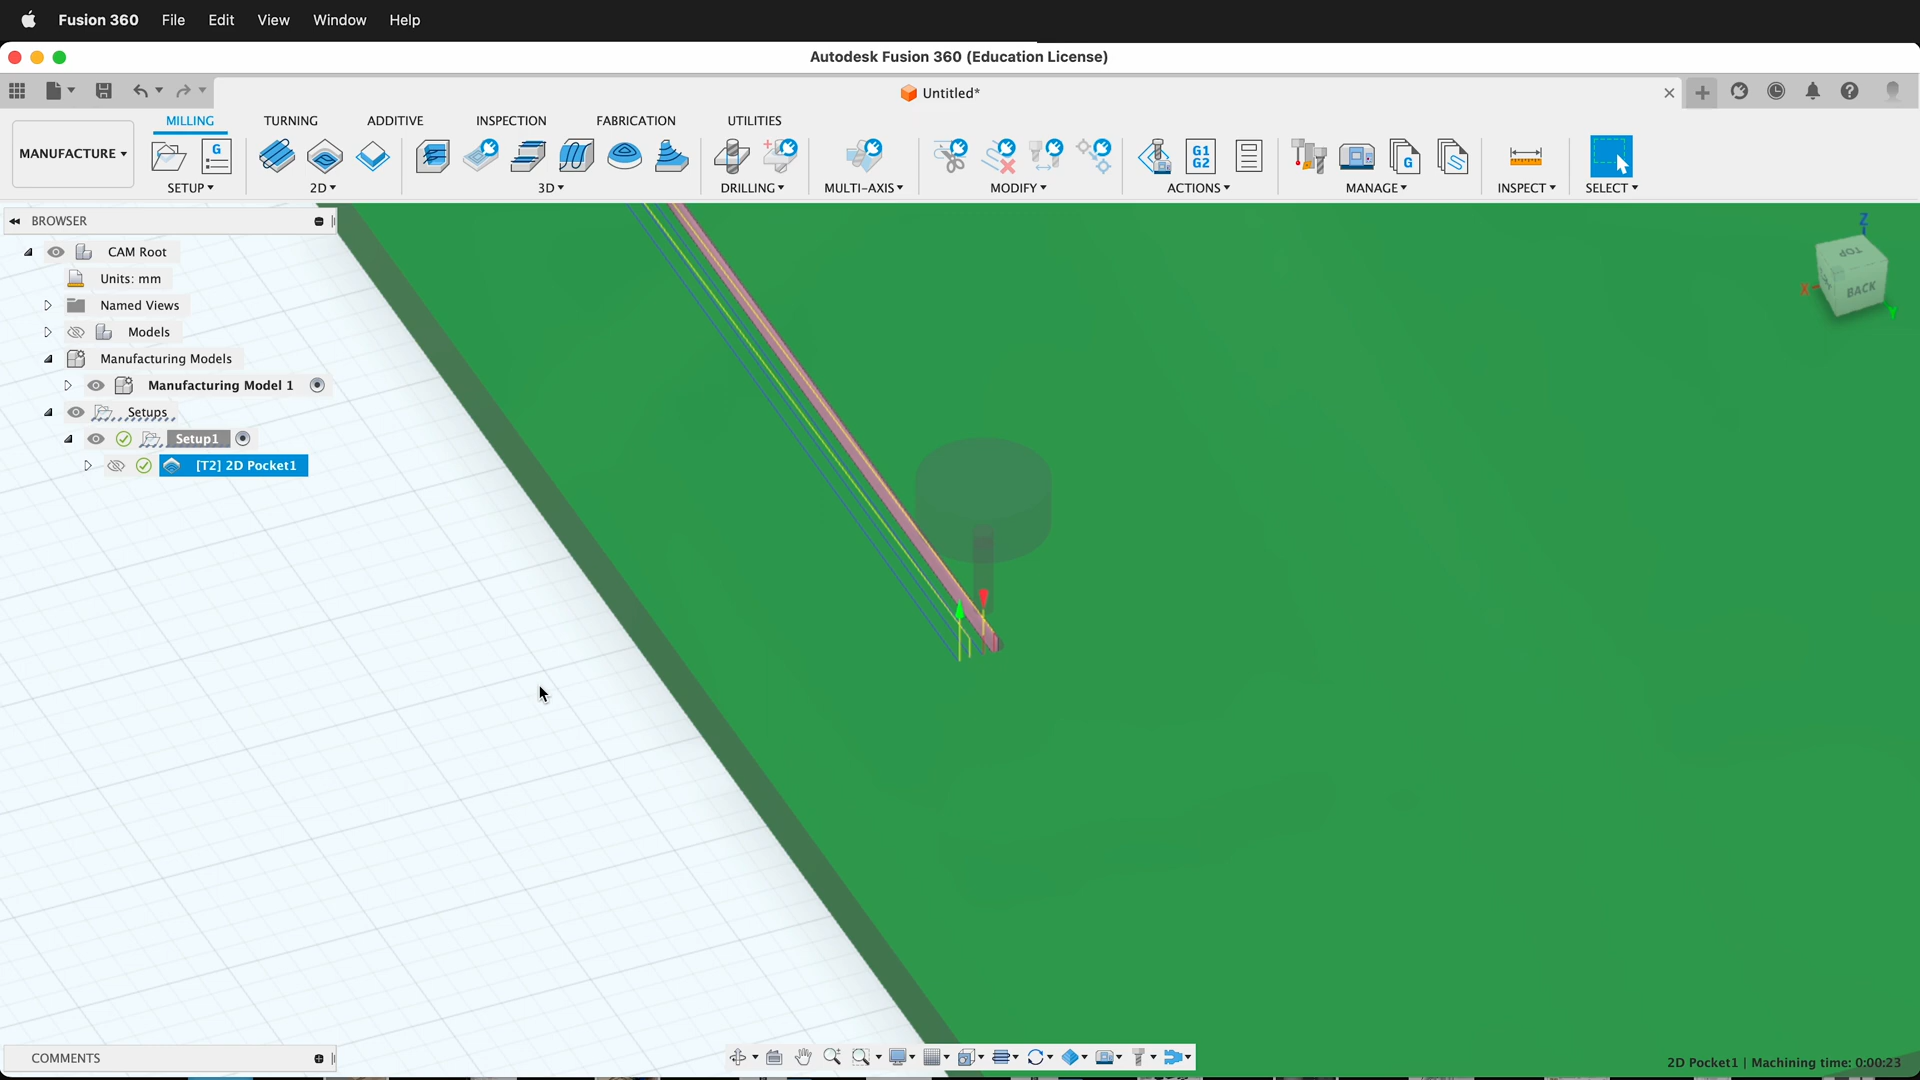 Fusion 360 File Edit View Window Help
Autodesk Fusion 360 (Education License)
Untitled*
MILLING TURNING ADDITIVE INSPECTION FABRICATION UTILITIES
MANUFACTURE
G
G1
G2
G
SETUP 2D 3D DRILLING MULTI-AXIS MODIFY ACTIONS MANAGE INSPECT SELECT
BROWSER
CAM Root
Units: mm
Named Views
Models
Manufacturing Models
Manufacturing Model 1
Setups
Setup1
[T2] 2D Pocket1
Z
TOP
X
BACK
Y
COMMENTS
2D Pocket1 | Machining time: 0:00:23